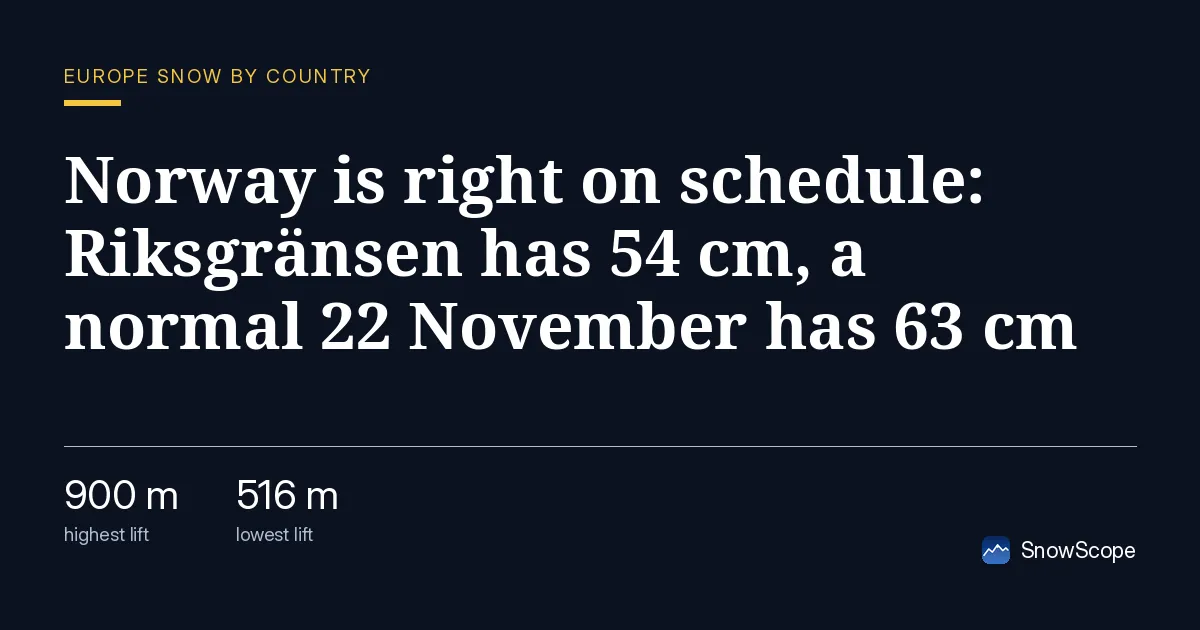 EUROPE SNOW BY COUNTRY
Norway is right on schedule:
Riksgränsen has 54 cm, a
normal 22 November has 63 cm
900 m 516 m
highest lift lowest lift
SnowScope